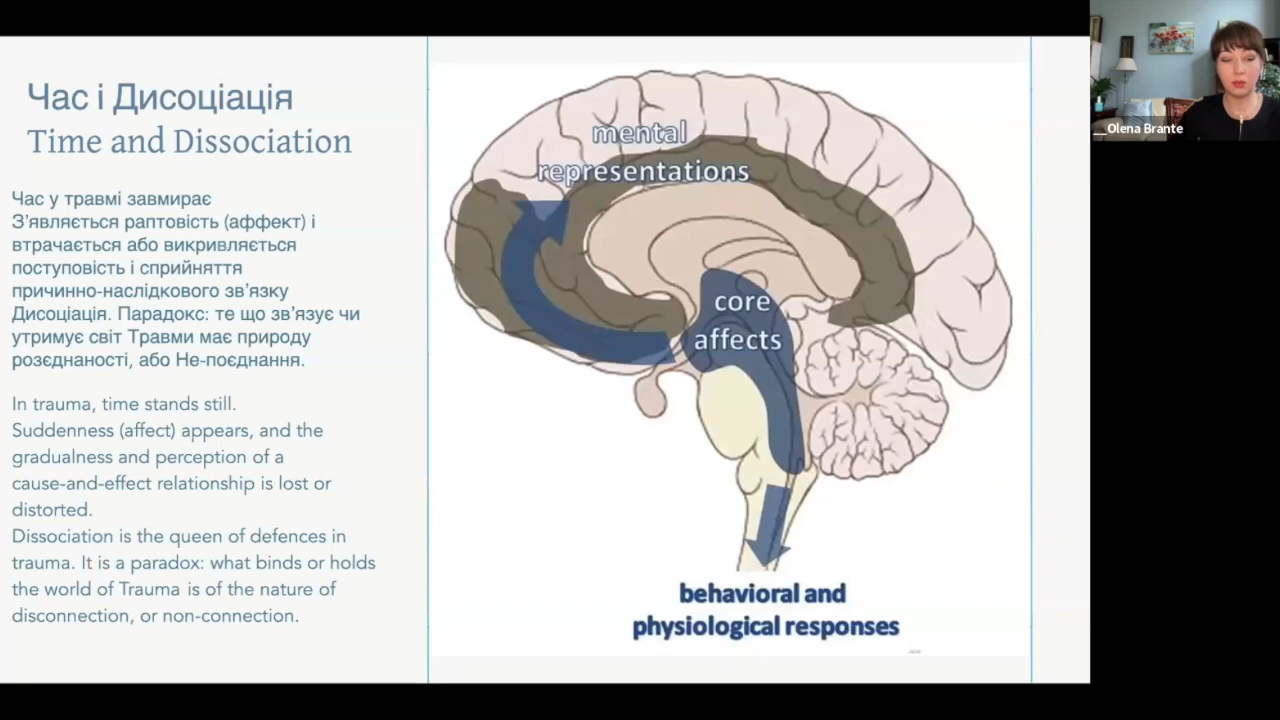 Час і Дисоціація
Time and Dissociation
Час у травмі завмирає
З'являється раптовість (аффект) і
втрачається або викривляється
поступовість і сприйняття
причинно-наслідкового зв'язку
Дисоціація. Парадокс: те що зв'язує чи
утримує світ Травми має природу
розєднаності, або Не-поєднання.
In trauma, time stands still.
Suddenness (affect) appears, and the
gradualness and perception of a
cause-and-effect relationship is lost or
distorted.
Dissociation is the queen of defences in
trauma. It is a paradox: what binds or holds
the world of Trauma is of the nature of
disconnection, or non-connection.
mental
representations
core
affects
behavioral and
physiological responses
__Olena Brante